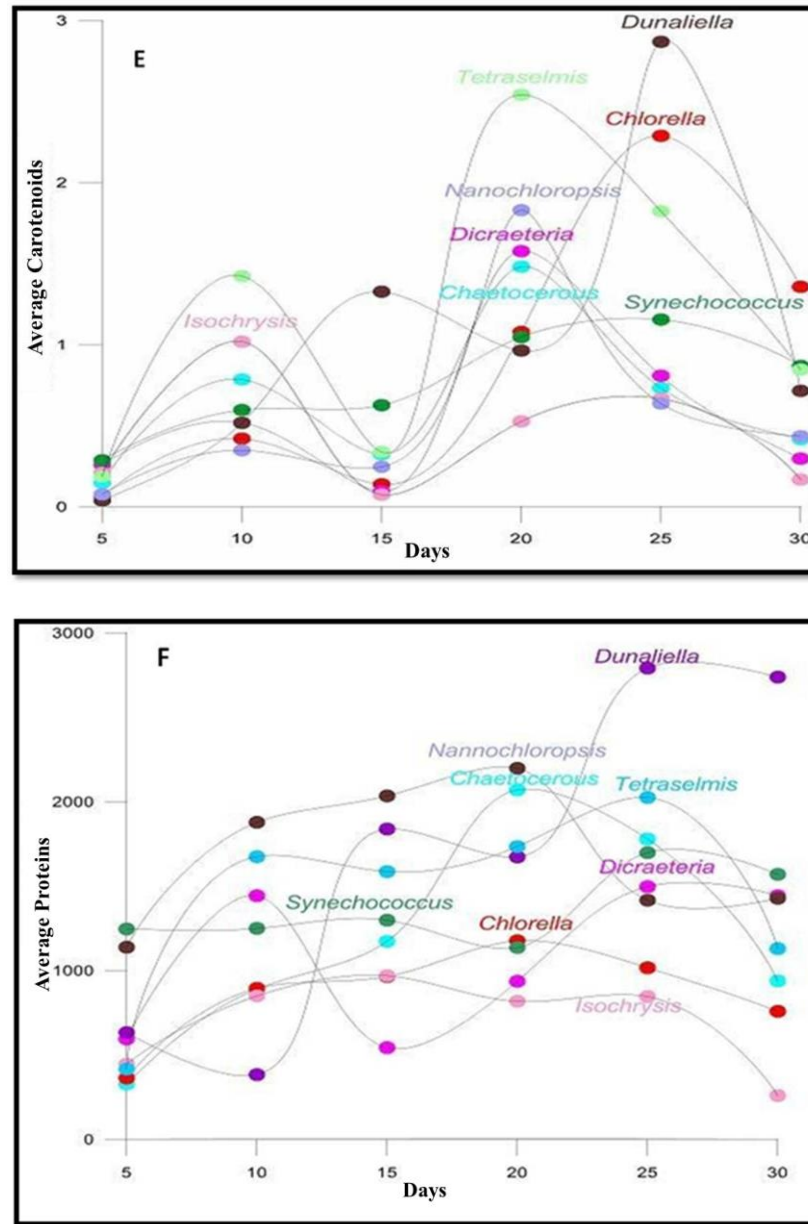 3
E
Dunaliella
Tetraselmis
Chlorella
2
Nanochloropsis
Dicraeteria
Chaetocerous
Synechococcus
Isochrysis
1
0
Average Carotenoids
5 10 15 20 25 30
Days
3000
F
Dunaliella
Nannochloropsis
Chaetocerous
Tetraselmis
2000
Dicraeteria
Synechococcus
Chlorella
1000
Isochrysis
0
Average Proteins
5 10 15 20 25 30
Days